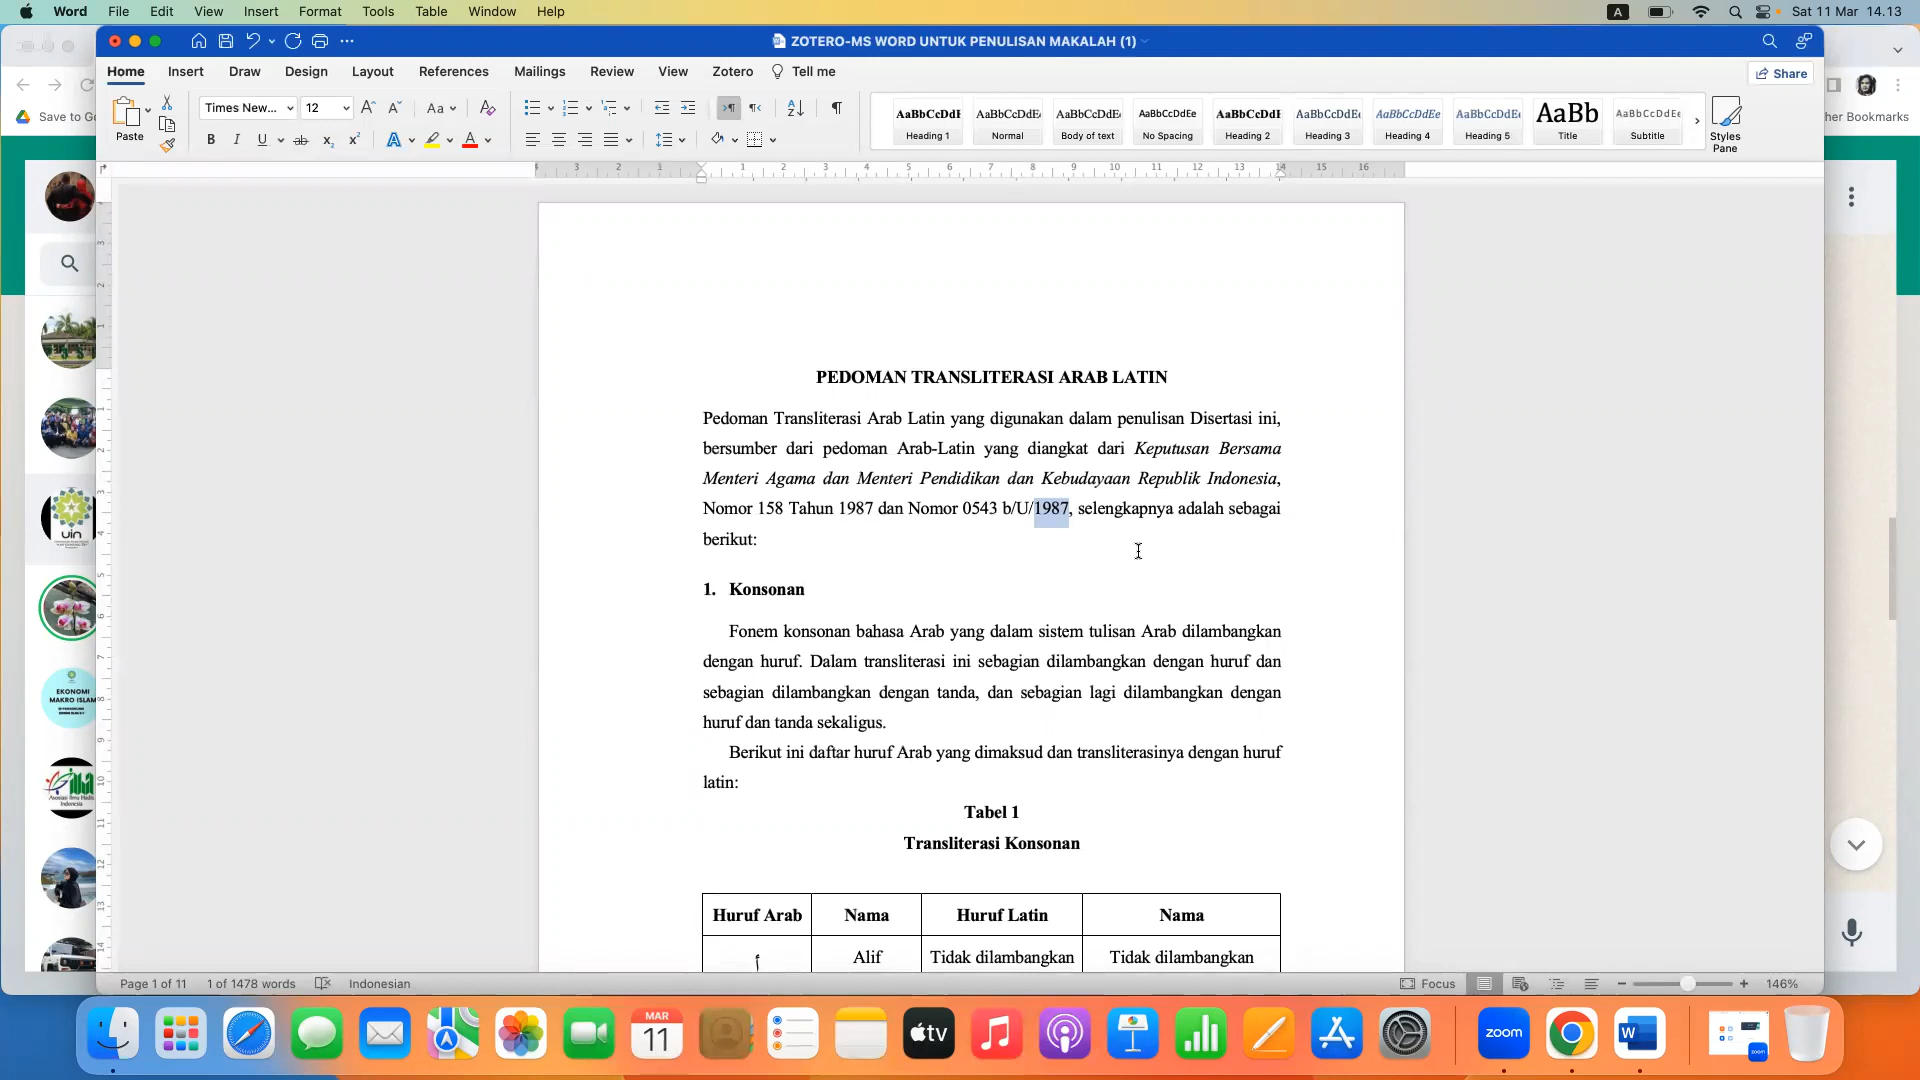 Word File Edit View Insert Format Tools Table Window Help A Sat 11 Mar 14.13
ZOTERO-MS WORD UNTUK PENULISAN MAKALAH (1)
Home Insert Draw Design Layout References Mailings Review View Zotero Tell me Share
Save to Go
her Bookmarks
Paste Times New... 12
AaBbCcDdE AaBbCcDdE AaBbCcDdE AaBbCcDdEe AaBbCcDdE AaBbCcDdEe AaBbCcDdEe AaBbCcDdEe AaBb AaBbCcDdEe
Heading 1 Normal Body of text No Spacing Heading 2 Heading 3 Heading 4 Heading 5 Title Subtitle
Styles
Pane
PEDOMAN TRANSLITERASI ARAB LATIN
Pedoman Transliterasi Arab Latin yang digunakan dalam penulisan Disertasi ini,
bersumber dari pedoman Arab-Latin yang diangkat dari Keputusan Bersama
Menteri Agama dan Menteri Pendidikan dan Kebudayaan Republik Indonesia,
Nomor 158 Tahun 1987 dan Nomor 0543 b/U/1987, selengkapnya adalah sebagai
berikut:
1. Konsonan
Fonem konsonan bahasa Arab yang dalam sistem tulisan Arab dilambangkan
dengan huruf. Dalam transliterasi ini sebagian dilambangkan dengan huruf dan
sebagian dilambangkan dengan tanda, dan sebagian lagi dilambangkan dengan
huruf dan tanda sekaligus.
Berikut ini daftar huruf Arab yang dimaksud dan transliterasinya dengan huruf
latin:
Tabel 1
Transliterasi Konsonan
Huruf Arab Nama Huruf Latin Nama
أ Alif Tidak dilambangkan Tidak dilambangkan
uin
EKONOMI
MAKRO ISLAM
Page 1 of 11 1 of 1478 words Indonesian Focus 146%
MAR
11
tv
zoom
W
zoom